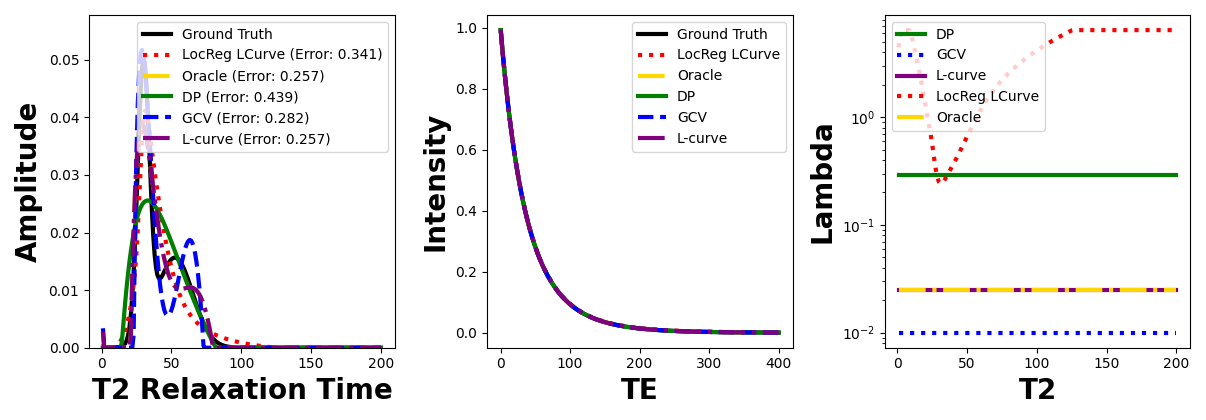 Amplitude
0.05
0.04
0.03
0.02
0.01
0.00
0
50
100
150
200
T2 Relaxation Time
Ground Truth
LocReg LCurve (Error: 0.341)
Oracle (Error: 0.257)
DP (Error: 0.439)
GCV (Error: 0.282)
L-curve (Error: 0.257)
Intensity
1.0
0.8
0.6
0.4
0.2
0.0
0
100
200
300
400
TE
Ground Truth
LocReg LCurve
Oracle
DP
GCV
L-curve
Lambda
10⁰
10⁻¹
10⁻²
0
50
100
150
200
T2
DP
GCV
L-curve
LocReg LCurve
Oracle